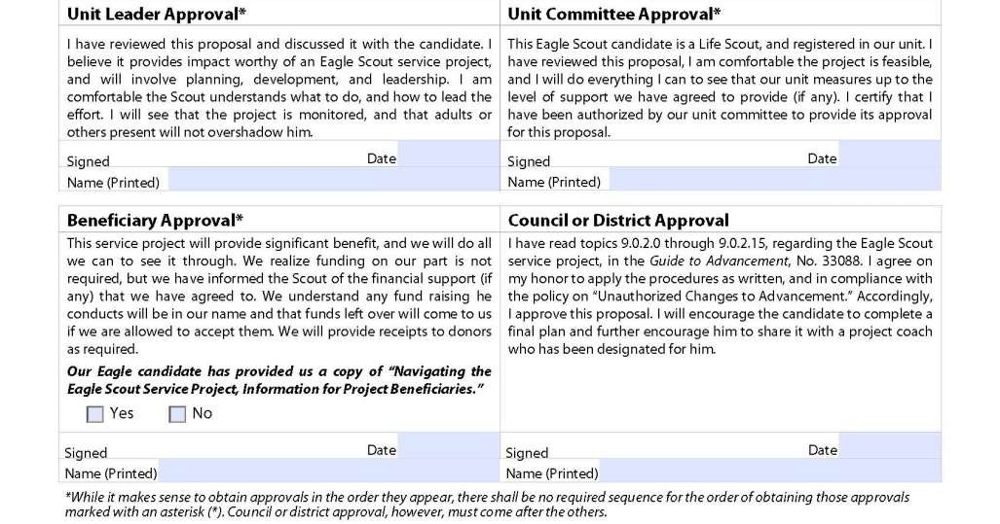 Unit Leader Approval*
I have reviewed this proposal and discussed it with the candidate. I
believe it provides impact worthy of an Eagle Scout service project,
and will involve planning, development, and leadership. I am
comfortable the Scout understands what to do, and how to lead the
effort. I will see that the project is monitored, and that adults or
others present will not overshadow him.
Signed Date
Name (Printed)
Unit Committee Approval*
This Eagle Scout candidate is a Life Scout, and registered in our unit. I
have reviewed this proposal, I am comfortable the project is feasible,
and I will do everything I can to see that our unit measures up to the
level of support we have agreed to provide (if any). I certify that I
have been authorized by our unit committee to provide its approval
for this proposal.
Signed Date
Name (Printed)
Beneficiary Approval*
This service project will provide significant benefit, and we will do all
we can to see it through. We realize funding on our part is not
required, but we have informed the Scout of the financial support (if
any) that we have agreed to. We understand any fund raising he
conducts will be in our name and that funds left over will come to us
if we are allowed to accept them. We will provide receipts to donors
as required.
Our Eagle candidate has provided us a copy of “Navigating the
Eagle Scout Service Project, Information for Project Beneficiaries.”
Yes No
Signed Date
Name (Printed)
Council or District Approval
I have read topics 9.0.2.0 through 9.0.2.15, regarding the Eagle Scout
service project, in the Guide to Advancement, No. 33088. I agree on
my honor to apply the procedures as written, and in compliance with
the policy on “Unauthorized Changes to Advancement.” Accordingly,
I approve this proposal. I will encourage the candidate to complete a
final plan and further encourage him to share it with a project coach
who has been designated for him.
Signed Date
Name (Printed)
*While it makes sense to obtain approvals in the order they appear, there shall be no required sequence for the order of obtaining those approvals
marked with an asterisk (*). Council or district approval, however, must come after the others.